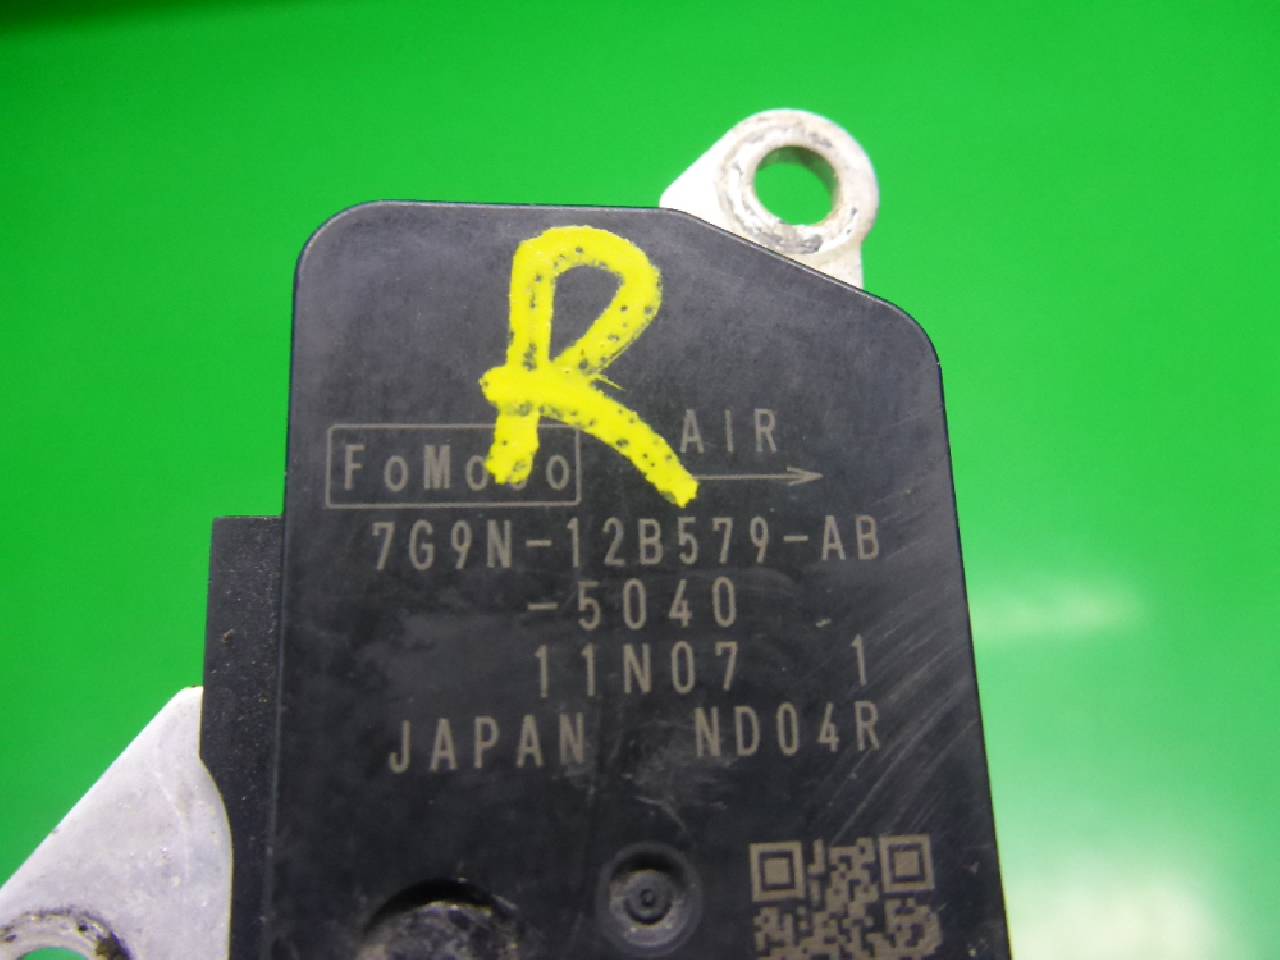 R
FoMoCo
AIR
7G9N-12B579-AB
-5040
11N07 1
JAPAN ND04R